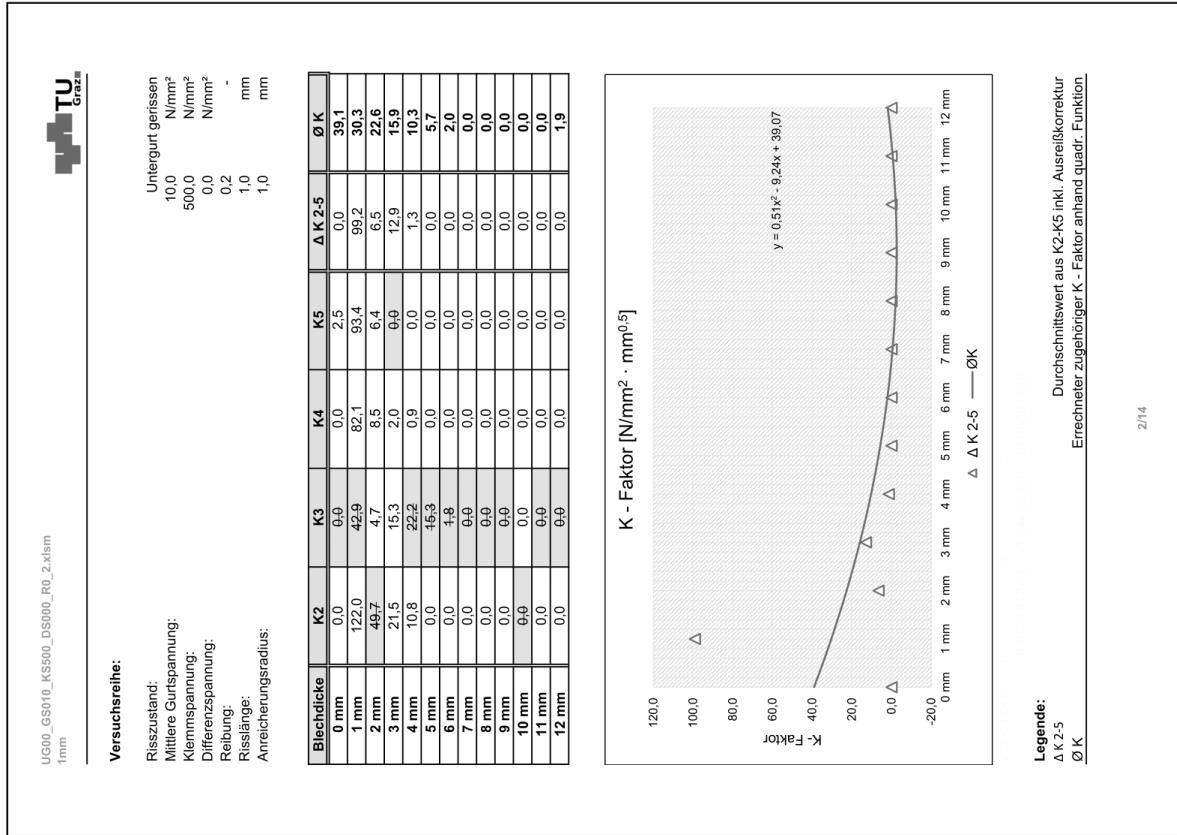 UG00_GS010_KS500_DS000_R0_2.xlsm
1mm
TU
Graz
Versuchsreihe:
Risszustand: Untergurt gerissen
Mittlere Gurtspannung: 10,0 N/mm²
Klemmspannung: 500,0 N/mm²
Differenzspannung: 0,0 N/mm²
Reibung: 0,2 -
Risslänge: 1,0 mm
Anreicherungsradius: 1,0 mm
Blechdicke K2 K3 K4 K5 Δ K 2-5 Ø K
0 mm 0,0 0,0 0,0 2,5 0,0 39,1
1 mm 122,0 42,9 82,1 93,4 99,2 30,3
2 mm 49,7 4,7 8,5 6,4 6,5 22,6
3 mm 21,5 15,3 2,0 0,0 12,9 15,9
4 mm 10,8 22,2 0,9 0,0 1,3 10,3
5 mm 0,0 15,3 0,0 0,0 0,0 5,7
6 mm 0,0 1,8 0,0 0,0 0,0 2,0
7 mm 0,0 0,0 0,0 0,0 0,0 0,0
8 mm 0,0 0,0 0,0 0,0 0,0 0,0
9 mm 0,0 0,0 0,0 0,0 0,0 0,0
10 mm 0,0 0,0 0,0 0,0 0,0 0,0
11 mm 0,0 0,0 0,0 0,0 0,0 0,0
12 mm 0,0 0,0 0,0 0,0 0,0 1,9
K - Faktor [N/mm² · mm⁰,⁵]
120,0
100,0
80,0
60,0
40,0
20,0
0,0
-20,0
K- Faktor
y = 0,51x² - 9,24x + 39,07
0 mm 1 mm 2 mm 3 mm 4 mm 5 mm 6 mm 7 mm 8 mm 9 mm 10 mm 11 mm 12 mm
Δ K 2-5 ØK
Legende:
Δ K 2-5 Durchschnittswert aus K2-K5 inkl. Ausreißkorrektur
Ø K Errechneter zugehöriger K - Faktor anhand quadr. Funktion
2/14